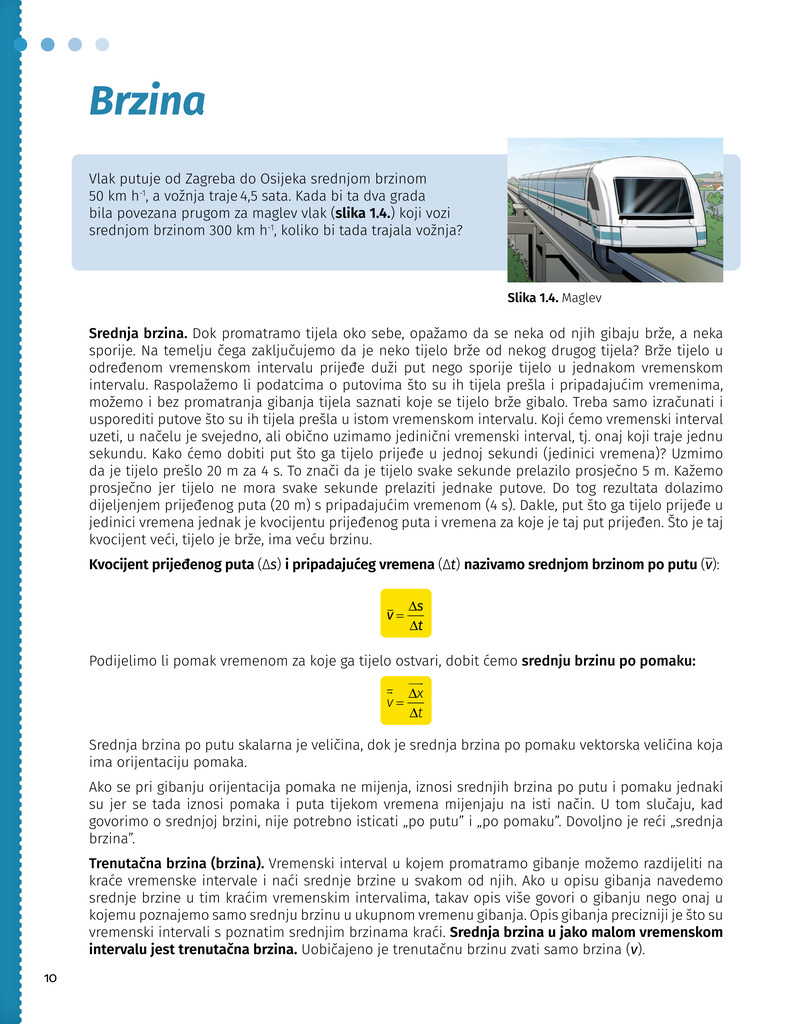 Brzina
Vlak putuje od Zagreba do Osijeka srednjom brzinom
50 km h⁻¹, a vožnja traje 4,5 sata. Kada bi ta dva grada
bila povezana prugom za maglev vlak (slika 1.4.) koji vozi
srednjom brzinom 300 km h⁻¹, koliko bi tada trajala vožnja?
Slika 1.4. Maglev
Srednja brzina. Dok promatramo tijela oko sebe, opažamo da se neka od njih gibaju brže, a neka
sporije. Na temelju čega zaključujemo da je neko tijelo brže od nekog drugog tijela? Brže tijelo u
određenom vremenskom intervalu prijeđe duži put nego sporije tijelo u jednakom vremenskom
intervalu. Raspolažemo li podatcima o putovima što su ih tijela prešla i pripadajućim vremenima,
možemo i bez promatranja gibanja tijela saznati koje se tijelo brže gibalo. Treba samo izračunati i
usporediti putove što su ih tijela prešla u istom vremenskom intervalu. Koji ćemo vremenski interval
uzeti, u načelu je svejedno, ali obično uzimamo jedinični vremenski interval, tj. onaj koji traje jednu
sekundu. Kako ćemo dobiti put što ga tijelo prijeđe u jednoj sekundi (jedinici vremena)? Uzmimo
da je tijelo prešlo 20 m za 4 s. To znači da je tijelo svake sekunde prelazilo prosječno 5 m. Kažemo
prosječno jer tijelo ne mora svake sekunde prelaziti jednake putove. Do tog rezultata dolazimo
dijeljenjem prijeđenog puta (20 m) s pripadajućim vremenom (4 s). Dakle, put što ga tijelo prijeđe u
jedinici vremena jednak je kvocijentu prijeđenog puta i vremena za koje je taj put prijeđen. Što je taj
kvocijent veći, tijelo je brže, ima veću brzinu.
Kvocijent prijeđenog puta (Δs) i pripadajućeg vremena (Δt) nazivamo srednjom brzinom po putu (v̅):
v̅ = Δs/Δt
Podijelimo li pomak vremenom za koje ga tijelo ostvari, dobit ćemo srednju brzinu po pomaku:
v̿ = Δx⃗/Δt
Srednja brzina po putu skalarna je veličina, dok je srednja brzina po pomaku vektorska veličina koja
ima orijentaciju pomaka.
Ako se pri gibanju orijentacija pomaka ne mijenja, iznosi srednjih brzina po putu i pomaku jednaki
su jer se tada iznosi pomaka i puta tijekom vremena mijenjaju na isti način. U tom slučaju, kad
govorimo o srednjoj brzini, nije potrebno isticati „po putu” i „po pomaku”. Dovoljno je reći „srednja
brzina”.
Trenutačna brzina (brzina). Vremenski interval u kojem promatramo gibanje možemo razdijeliti na
kraće vremenske intervale i naći srednje brzine u svakom od njih. Ako u opisu gibanja navedemo
srednje brzine u tim kraćim vremenskim intervalima, takav opis više govori o gibanju nego onaj u
kojemu poznajemo samo srednju brzinu u ukupnom vremenu gibanja. Opis gibanja precizniji je što su
vremenski intervali s poznatim srednjim brzinama kraći. Srednja brzina u jako malom vremenskom
intervalu jest trenutačna brzina. Uobičajeno je trenutačnu brzinu zvati samo brzina (v).
10